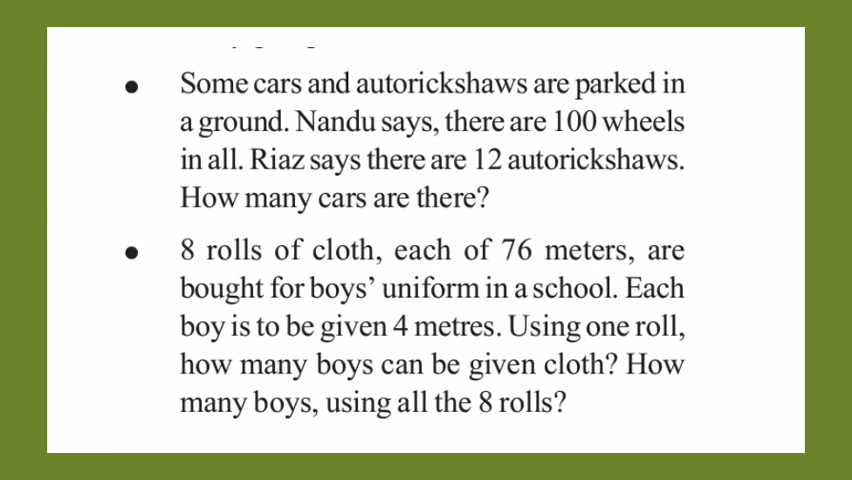 ● Some cars and autorickshaws are parked in
a ground. Nandu says, there are 100 wheels
in all. Riaz says there are 12 autorickshaws.
How many cars are there?
● 8 rolls of cloth, each of 76 meters, are
bought for boys’ uniform in a school. Each
boy is to be given 4 metres. Using one roll,
how many boys can be given cloth? How
many boys, using all the 8 rolls?